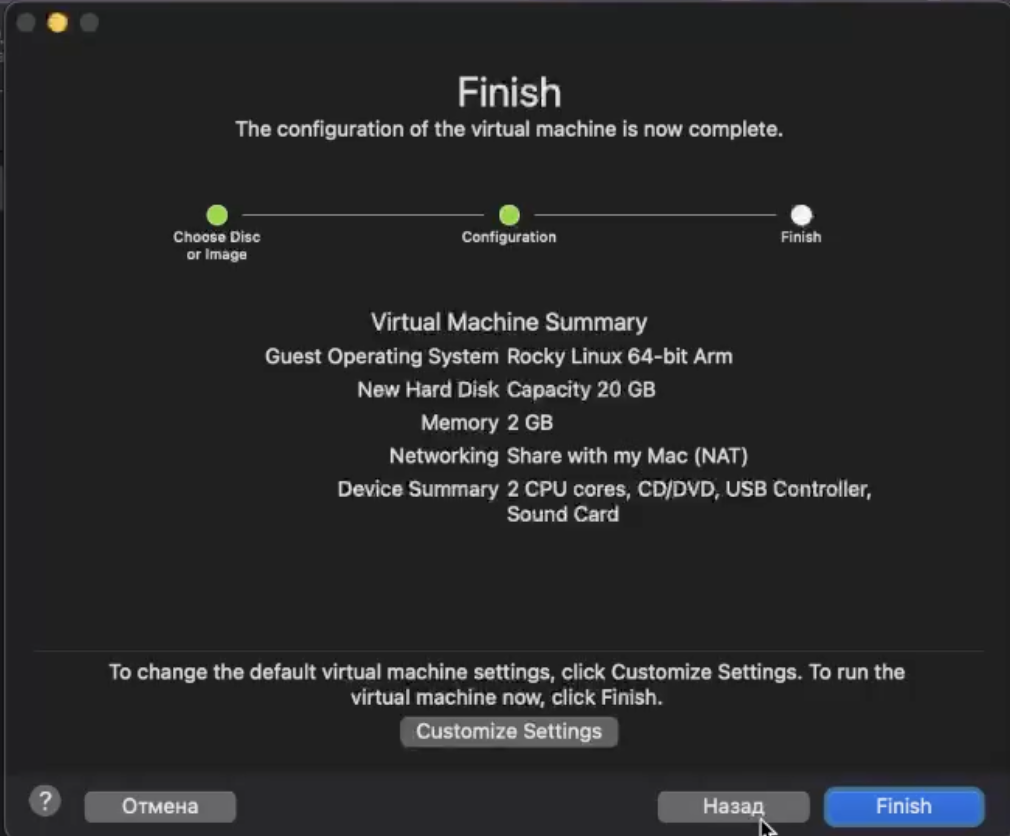 Finish
The configuration of the virtual machine is now complete.
Choose Disc
or Image
Configuration
Finish
Virtual Machine Summary
Guest Operating System Rocky Linux 64-bit Arm
New Hard Disk Capacity 20 GB
Memory 2 GB
Networking Share with my Mac (NAT)
Device Summary 2 CPU cores, CD/DVD, USB Controller,
Sound Card
To change the default virtual machine settings, click Customize Settings. To run the
virtual machine now, click Finish.
Customize Settings
? Отмена Назад Finish